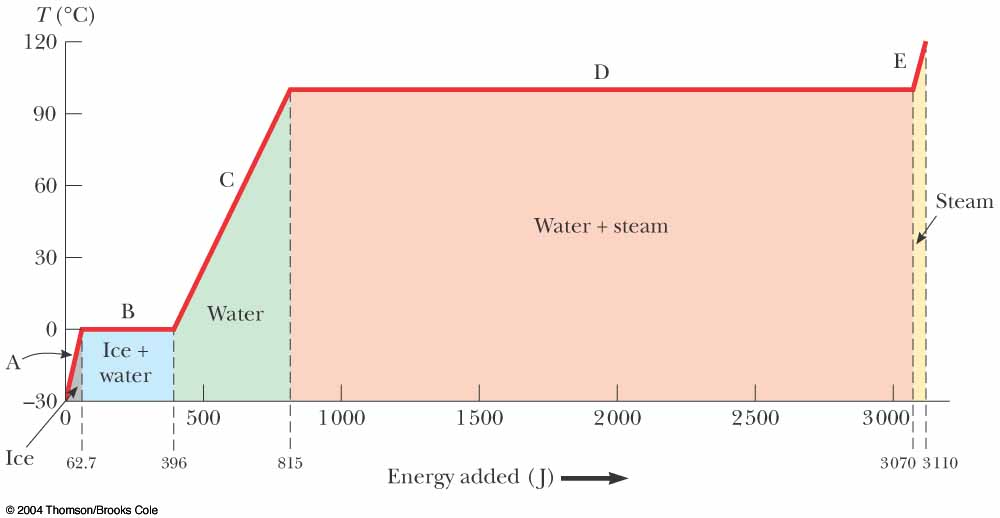 T (°C)
120
90
60
30
0
–30
A
B
C
D
E
Ice
Ice +
water
Water
Water + steam
Steam
0
500
1000
1500
2000
2500
3000
62.7
396
815
3070
3110
Energy added (J)
© 2004 Thomson/Brooks Cole